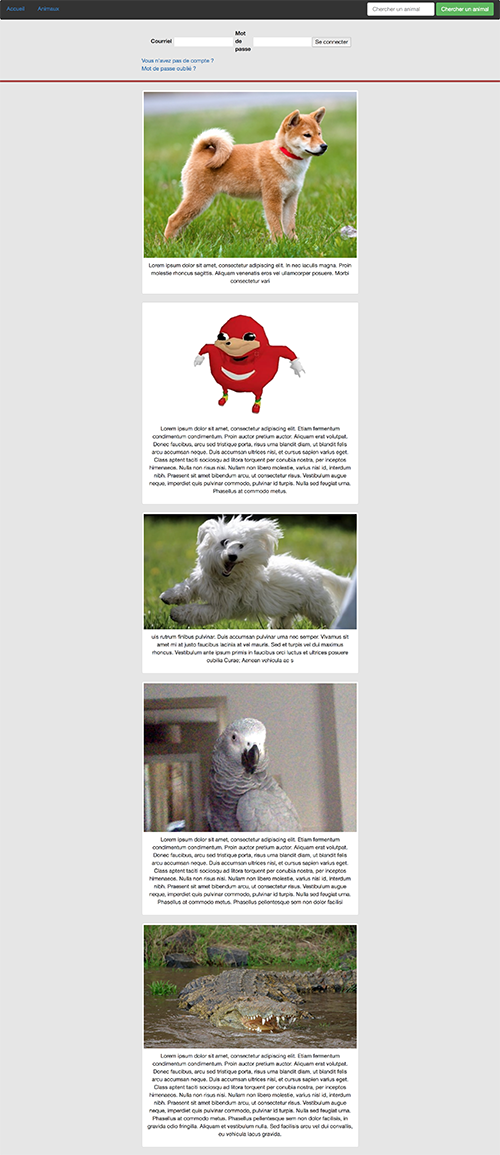 Accueil Animaux Chercher un animal Chercher un animal
Courriel Mot de passe Se connecter
Vous n'avez pas de compte ?
Mot de passe oublié ?
Lorem ipsum dolor sit amet, consectetur adipiscing elit. In nec iaculis magna. Proin
molestie rhoncus sagittis. Aliquam venenatis eros vel ullamcorper posuere. Morbi
consectetur vari
Lorem ipsum dolor sit amet, consectetur adipiscing elit. Etiam fermentum
condimentum condimentum. Proin auctor pretium auctor. Aliquam erat volutpat.
Donec faucibus, arcu sed tristique porta, risus urna blandit diam, ut blandit felis
arcu accumsan neque. Duis accumsan ultrices nisl, et cursus sapien varius eget.
Class aptent taciti sociosqu ad litora torquent per conubia nostra, per inceptos
himenaeos. Nulla non risus nisi. Nullam non libero molestie, varius nisi id, interdum
nibh. Praesent sit amet bibendum arcu, ut consectetur risus. Vestibulum augue
neque, imperdiet quis pulvinar commodo, pulvinar id turpis. Nulla sed feugiat urna.
Phasellus at commodo metus.
uis rutrum finibus pulvinar. Duis accumsan pulvinar urna nec semper. Vivamus sit
amet mi at justo faucibus lacinia at vel mauris. Sed et turpis vel dui maximus
rhoncus. Vestibulum ante ipsum primis in faucibus orci luctus et ultrices posuere
cubilia Curae; Aenean vehicula ac s
Lorem ipsum dolor sit amet, consectetur adipiscing elit. Etiam fermentum
condimentum condimentum. Proin auctor pretium auctor. Aliquam erat volutpat.
Donec faucibus, arcu sed tristique porta, risus urna blandit diam, ut blandit felis
arcu accumsan neque. Duis accumsan ultrices nisl, et cursus sapien varius eget.
Class aptent taciti sociosqu ad litora torquent per conubia nostra, per inceptos
himenaeos. Nulla non risus nisi. Nullam non libero molestie, varius nisi id, interdum
nibh. Praesent sit amet bibendum arcu, ut consectetur risus. Vestibulum augue
neque, imperdiet quis pulvinar commodo, pulvinar id turpis. Nulla sed feugiat urna.
Phasellus at commodo metus. Phasellus pellentesque sem non dolor facilisi
Lorem ipsum dolor sit amet, consectetur adipiscing elit. Etiam fermentum
condimentum condimentum. Proin auctor pretium auctor. Aliquam erat volutpat.
Donec faucibus, arcu sed tristique porta, risus urna blandit diam, ut blandit felis
arcu accumsan neque. Duis accumsan ultrices nisl, et cursus sapien varius eget.
Class aptent taciti sociosqu ad litora torquent per conubia nostra, per inceptos
himenaeos. Nulla non risus nisi. Nullam non libero molestie, varius nisi id, interdum
nibh. Praesent sit amet bibendum arcu, ut consectetur risus. Vestibulum augue
neque, imperdiet quis pulvinar commodo, pulvinar id turpis. Nulla sed feugiat urna.
Phasellus at commodo metus. Phasellus pellentesque sem non dolor facilisis, in
gravida odio fringilla. Aliquam et vestibulum nulla. Sed facilisis arcu vel dui convallis,
eu vehicula lacus gravida.